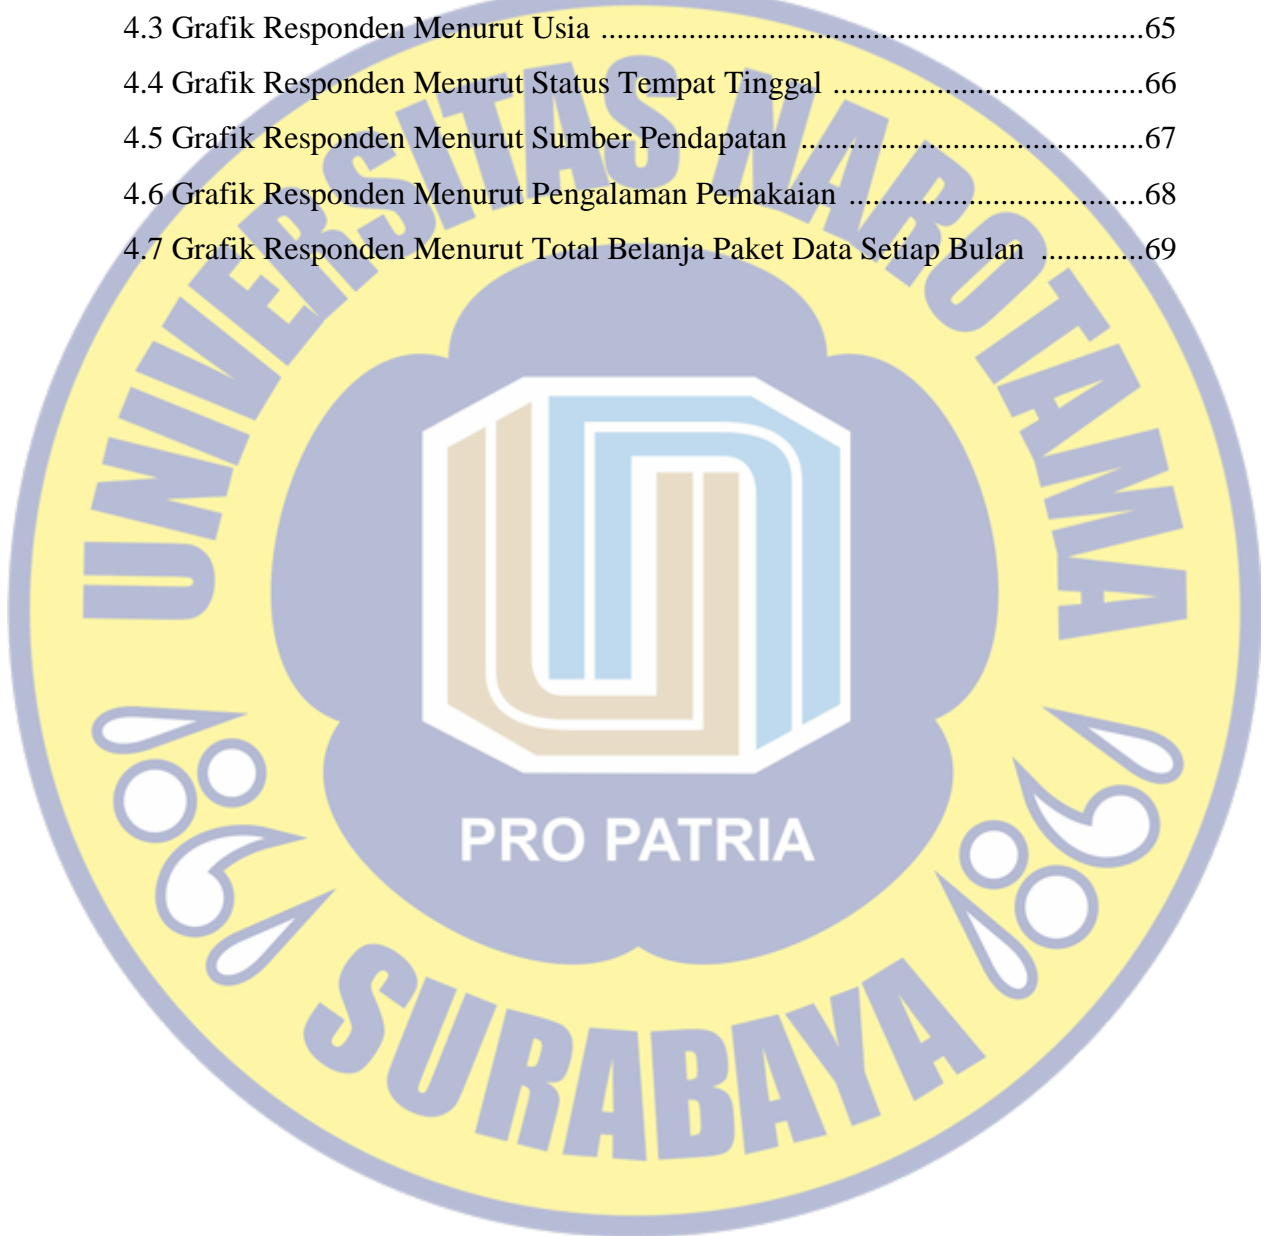 4.3 Grafik Responden Menurut Usia ....................................................................65
4.4 Grafik Responden Menurut Status Tempat Tinggal .......................................66
4.5 Grafik Responden Menurut Sumber Pendapatan ...........................................67
4.6 Grafik Responden Menurut Pengalaman Pemakaian .....................................68
4.7 Grafik Responden Menurut Total Belanja Paket Data Setiap Bulan .............69
UNIVERSITAS NAROTAMA
PRO PATRIA
SURABAYA